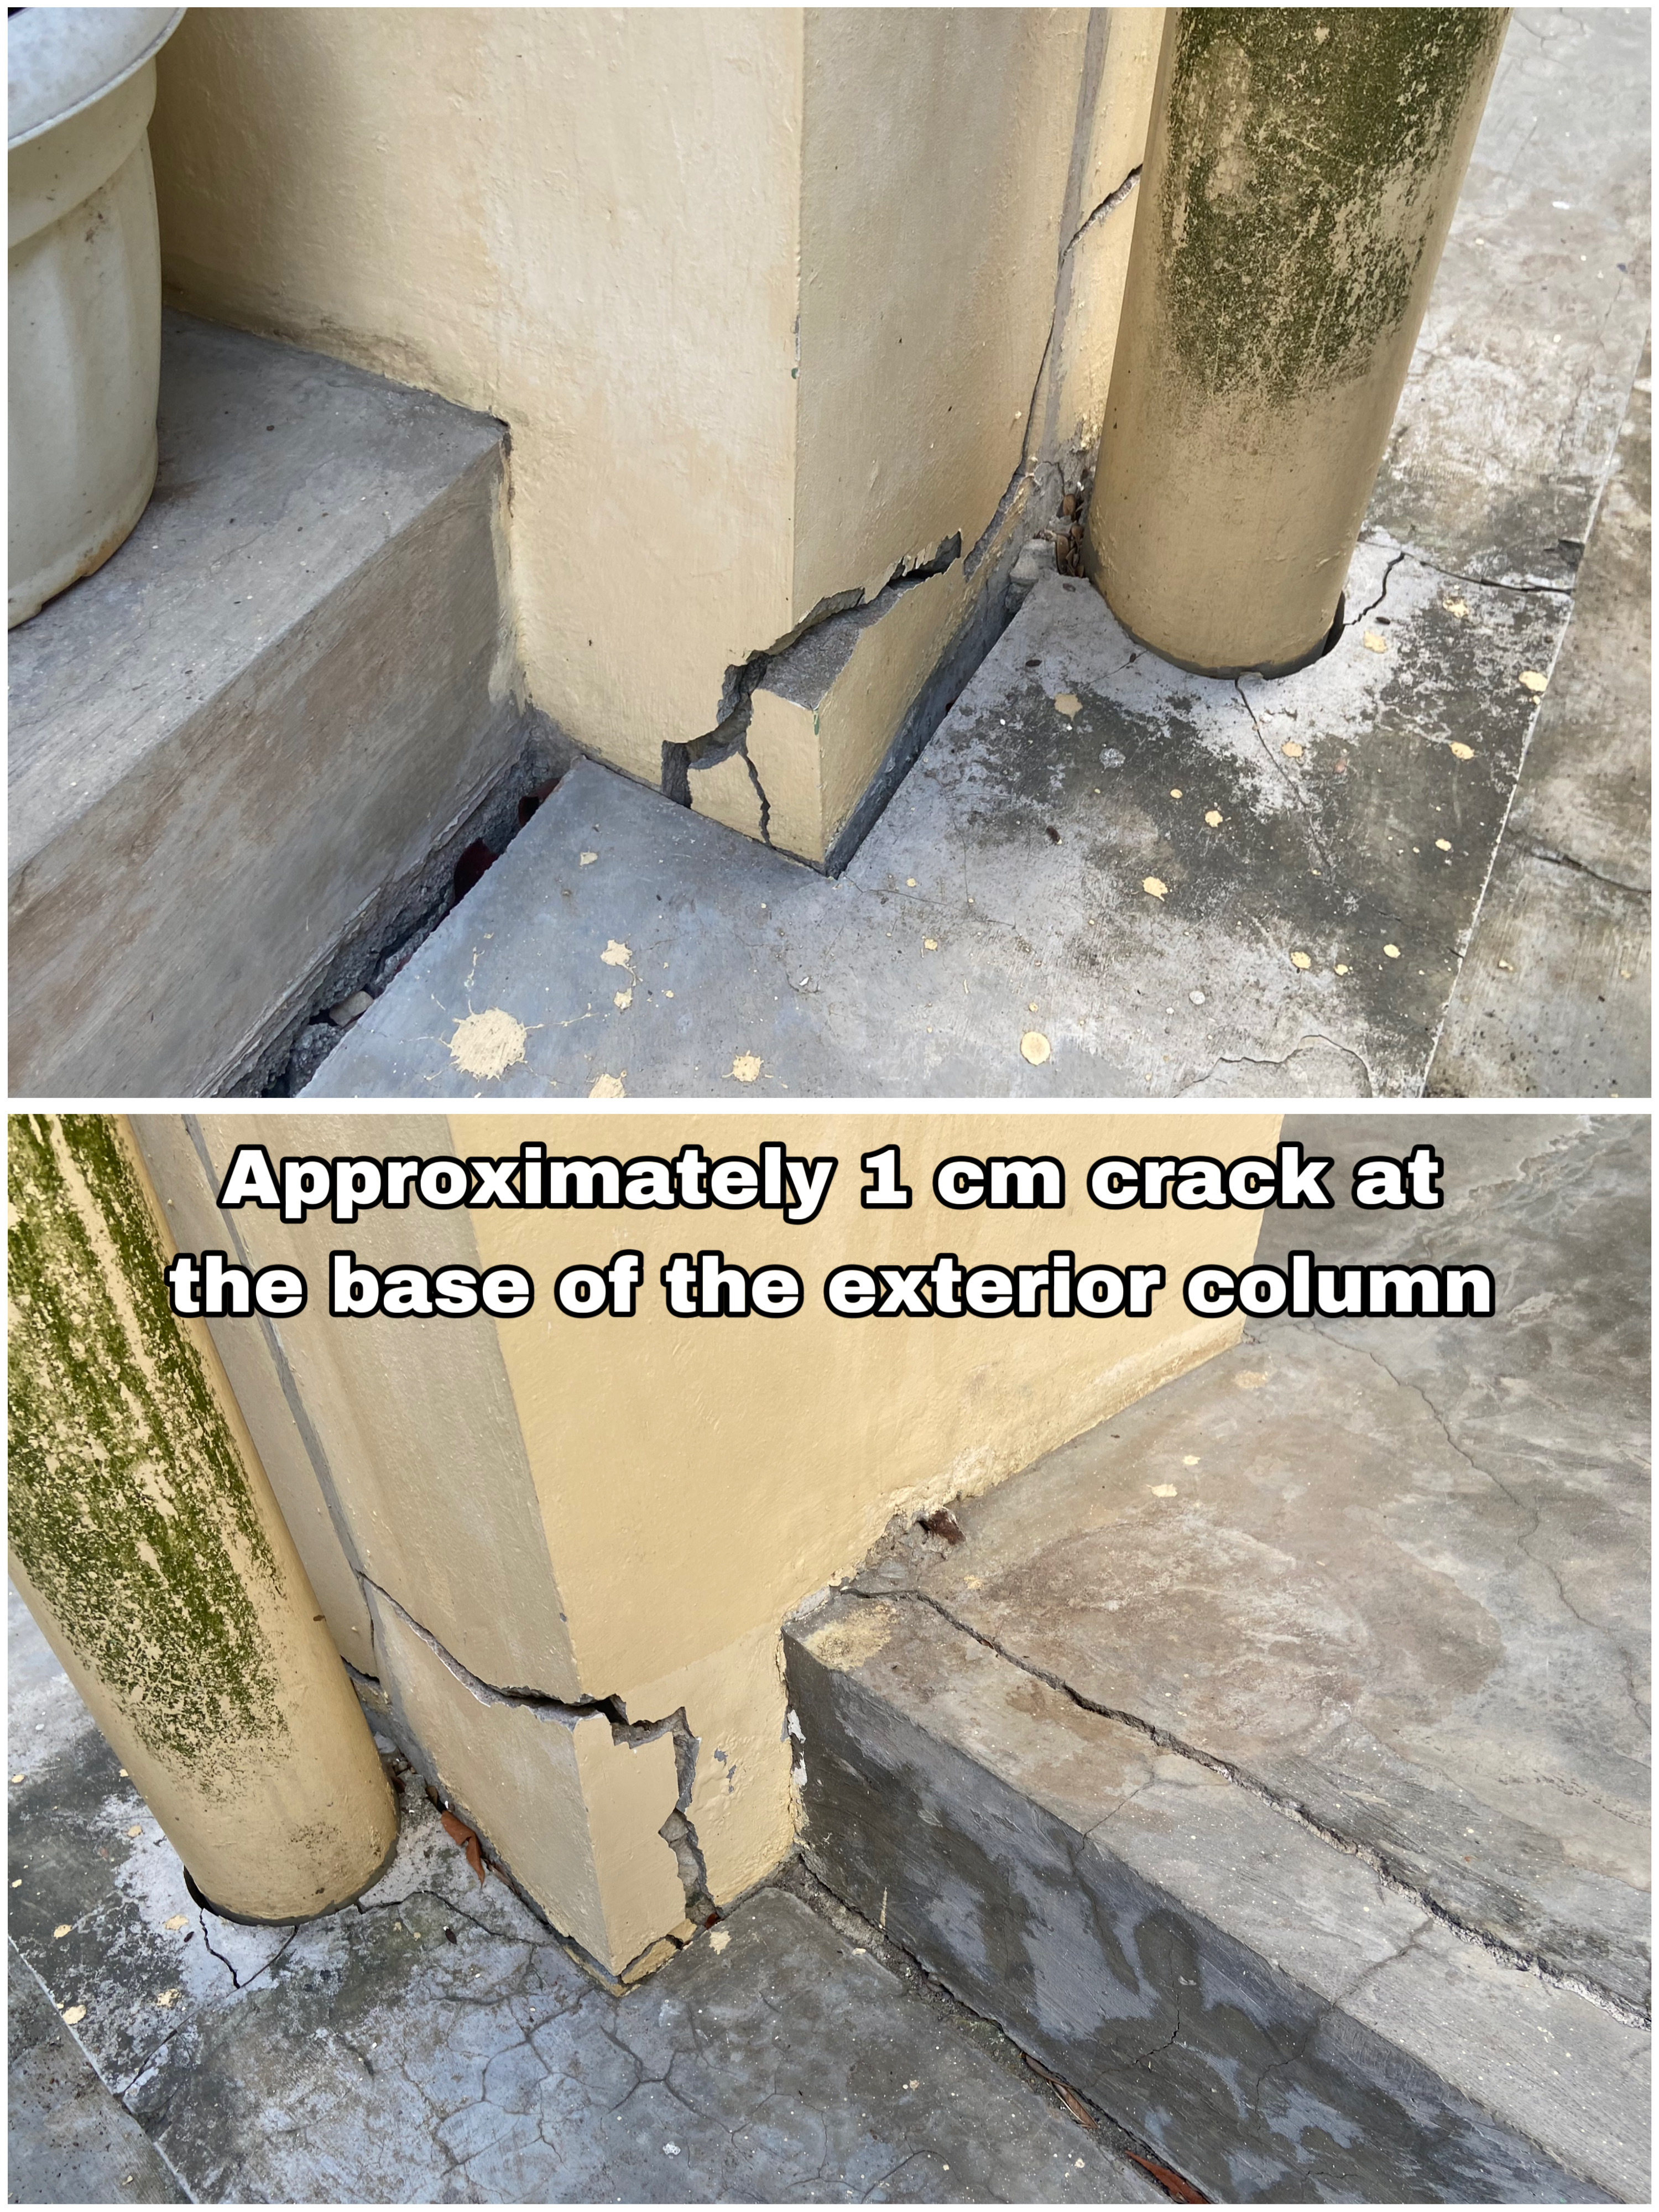 Approximately 1 cm crack at
the base of the exterior column